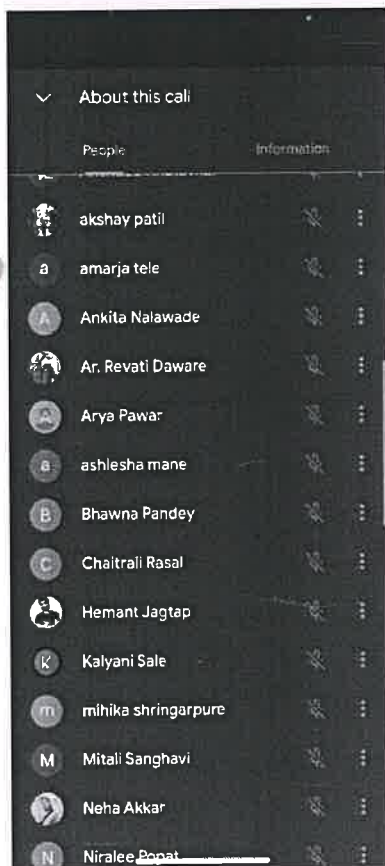 About this call
People Information
akshay patil
a amarja tele
A Ankita Nalawade
Ar. Revati Daware
A Arya Pawar
a ashlesha mane
B Bhawna Pandey
C Chaitrali Rasal
Hemant Jagtap
K Kalyani Sale
m mihika shringarpure
M Mitali Sanghavi
Neha Akkar
N Niralee Popat